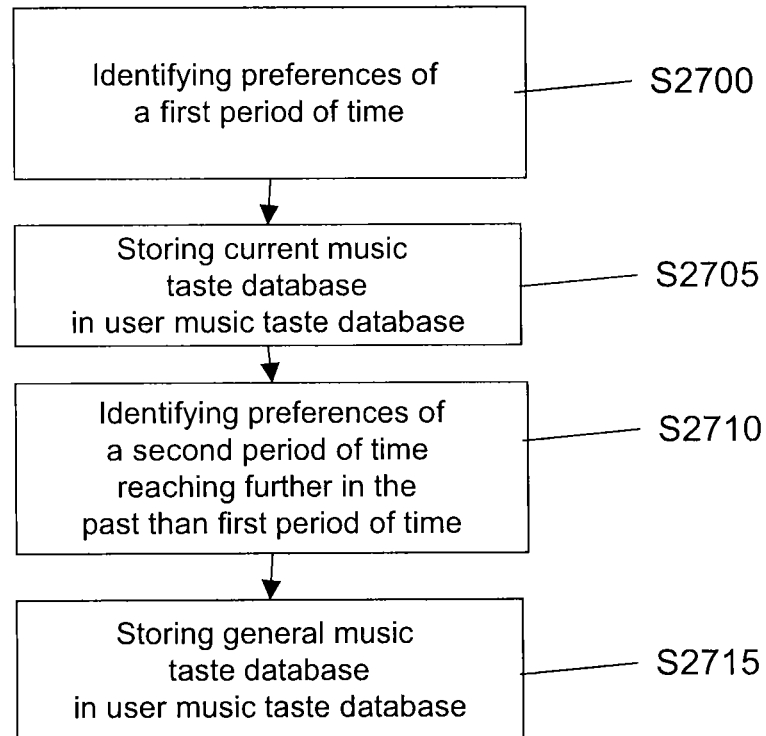 Identifying preferences of
a first period of time
S2700
Storing current music
taste database
in user music taste database
S2705
Identifying preferences of
a second period of time
reaching further in the
past than first period of time
S2710
Storing general music
taste database
in user music taste database
S2715